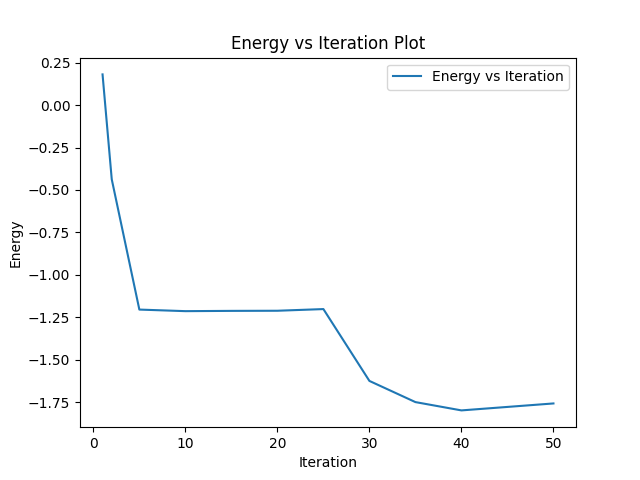 Energy vs Iteration Plot
Energy vs Iteration
0.25
0.00
−0.25
−0.50
−0.75
−1.00
−1.25
−1.50
−1.75
Energy
0 10 20 30 40 50
Iteration